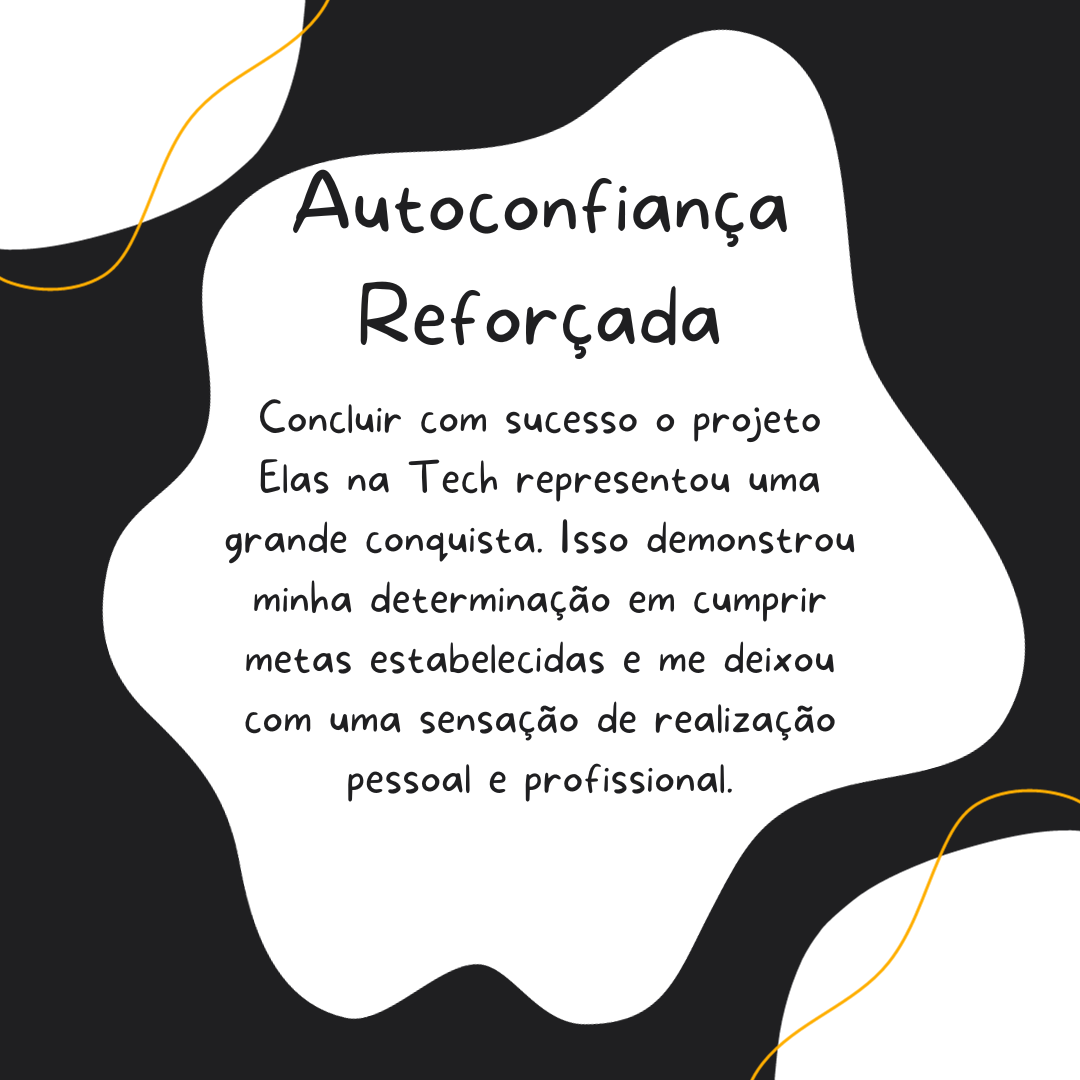 Autoconfiança
Reforçada
Concluir com sucesso o projeto
Elas na Tech representou uma
grande conquista. Isso demonstrou
minha determinação em cumprir
metas estabelecidas e me deixou
com uma sensação de realização
pessoal e profissional.